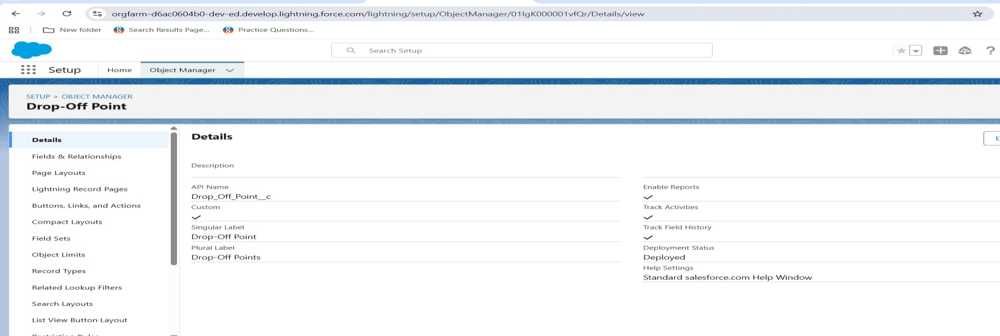 orgfarm-d6ac0604b0-dev-ed.develop.lightning.force.com/lightning/setup/ObjectManager/01IgK000001vfQr/Details/view
New folder Search Results Page... Practice Questions...
Search Setup
Setup Home Object Manager
SETUP > OBJECT MANAGER
Drop-Off Point
Details
Fields & Relationships
Page Layouts
Lightning Record Pages
Buttons, Links, and Actions
Compact Layouts
Field Sets
Object Limits
Record Types
Related Lookup Filters
Search Layouts
List View Button Layout
Details
Description
API Name
Drop_Off_Point__c
Custom
Singular Label
Drop-Off Point
Plural Label
Drop-Off Points
Enable Reports
Track Activities
Track Field History
Deployment Status
Deployed
Help Settings
Standard salesforce.com Help Window